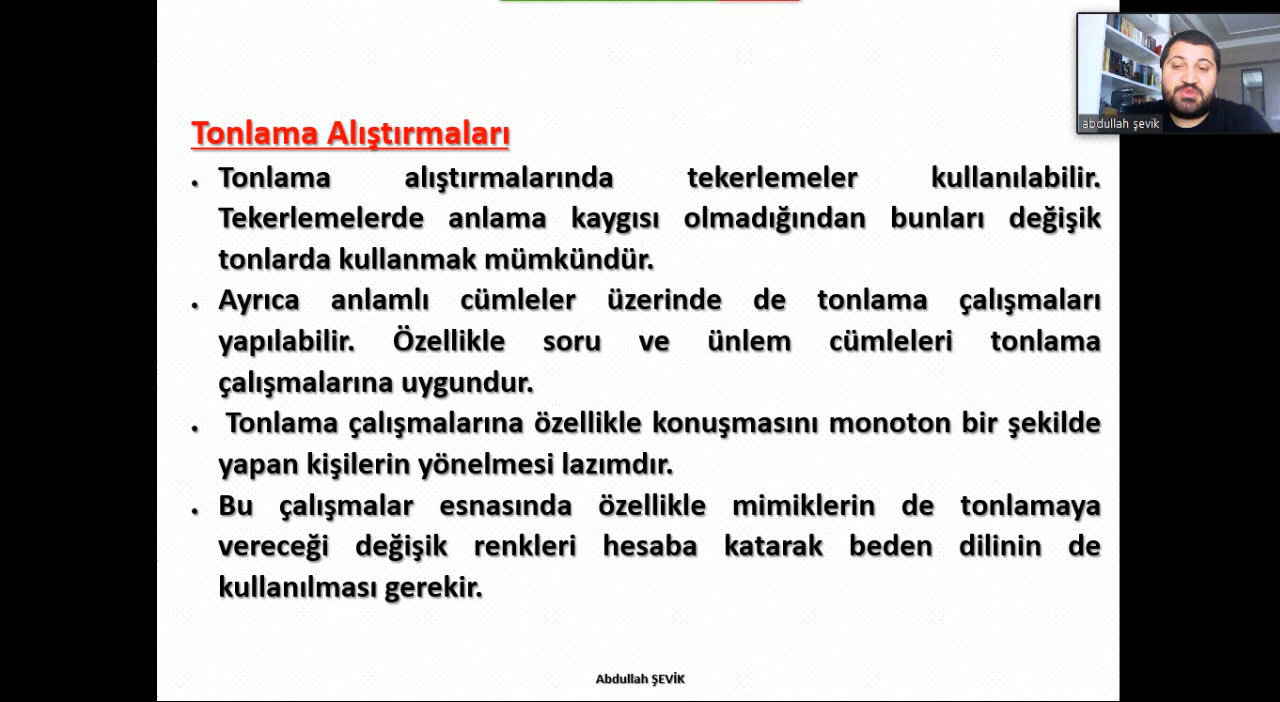 Tonlama Alıştırmaları
• Tonlama alıştırmalarında tekerlemeler kullanılabilir.
Tekerlemelerde anlama kaygısı olmadığından bunları değişik
tonlarda kullanmak mümkündür.
• Ayrıca anlamlı cümleler üzerinde de tonlama çalışmaları
yapılabilir. Özellikle soru ve ünlem cümleleri tonlama
çalışmalarına uygundur.
• Tonlama çalışmalarına özellikle konuşmasını monoton bir şekilde
yapan kişilerin yönelmesi lazımdır.
• Bu çalışmalar esnasında özellikle mimiklerin de tonlamaya
vereceği değişik renkleri hesaba katarak beden dilinin de
kullanılması gerekir.
Abdullah ŞEVİK
abdullah şevik